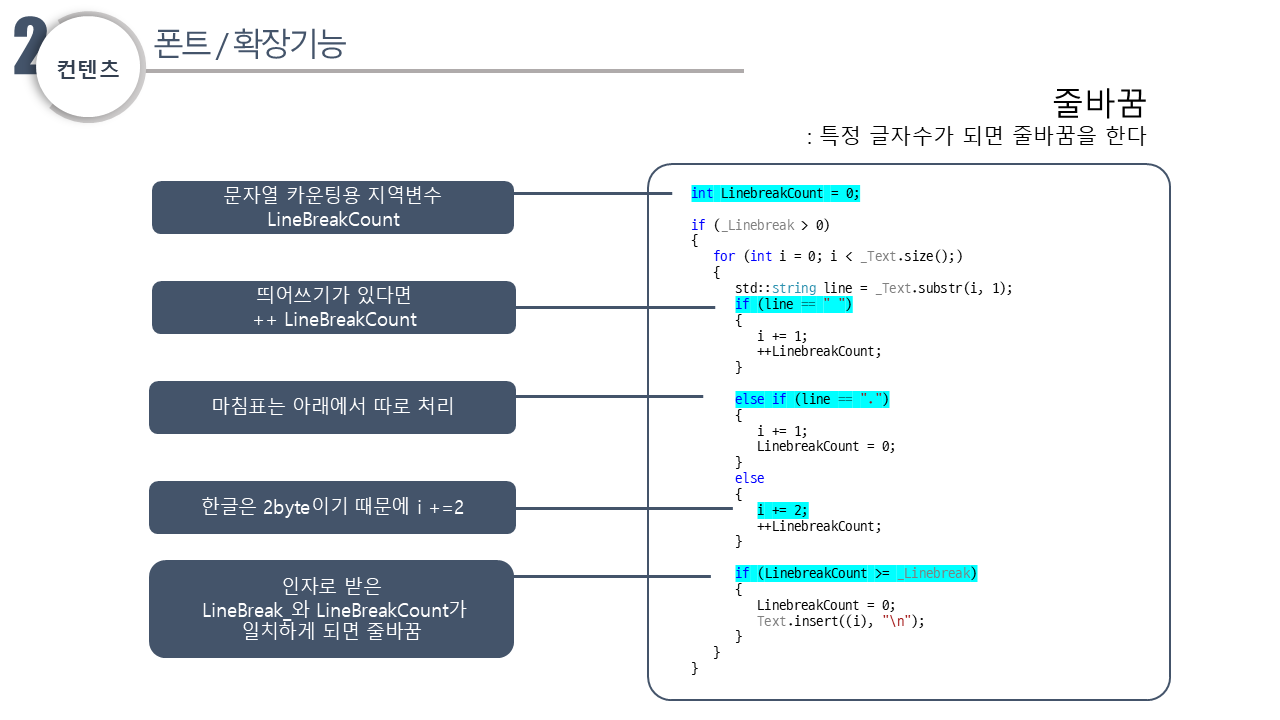 2
컨텐츠
폰트 / 확장기능
줄바꿈
: 특정 글자수가 되면 줄바꿈을 한다
문자열 카운팅용 지역변수
LineBreakCount
띄어쓰기가 있다면
++ LineBreakCount
마침표는 아래에서 따로 처리
한글은 2byte이기 때문에 i +=2
인자로 받은
LineBreak_와 LineBreakCount가
일치하게 되면 줄바꿈
int LinebreakCount = 0;
if (_Linebreak > 0)
{
for (int i = 0; i < _Text.size();)
{
std::string line = _Text.substr(i, 1);
if (line == " ")
{
i += 1;
++LinebreakCount;
}
else if (line == ".")
{
i += 1;
LinebreakCount = 0;
}
else
{
i += 2;
++LinebreakCount;
}
if (LinebreakCount >= _Linebreak)
{
LinebreakCount = 0;
Text.insert((i), "\n");
}
}
}